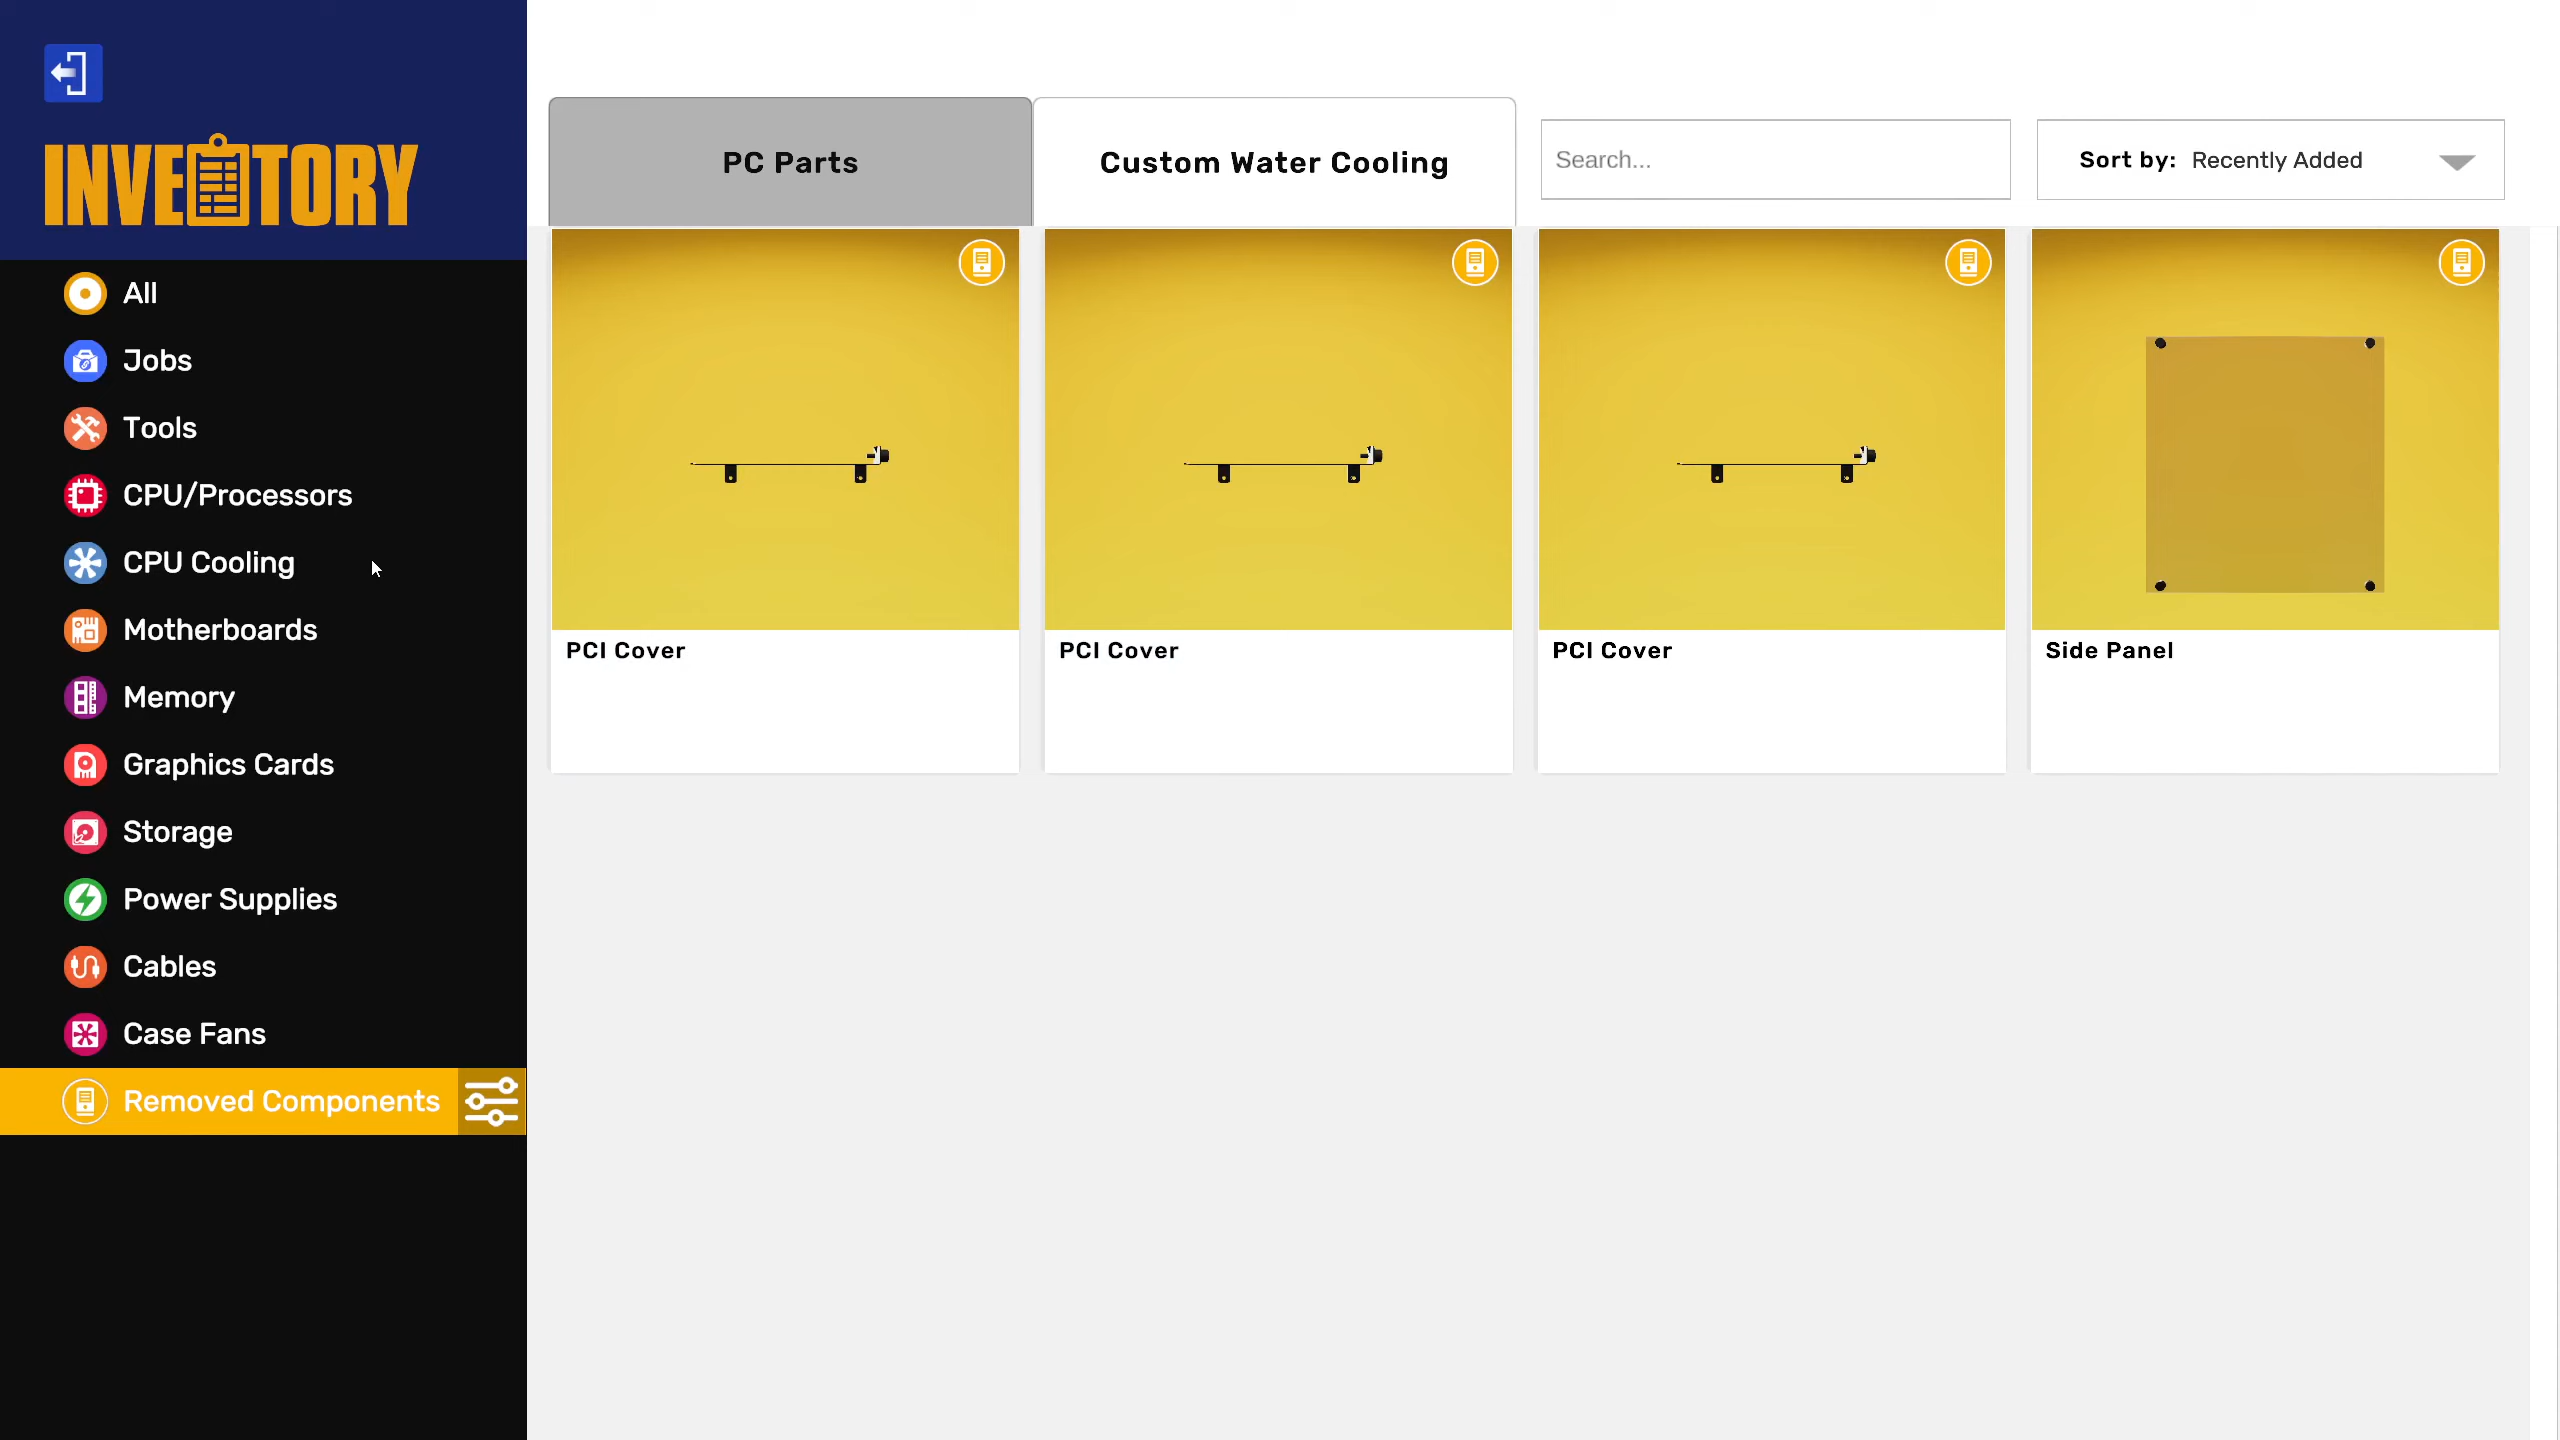 INVENTORY
PC Parts
Custom Water Cooling
Search...
Sort by: Recently Added
All
Jobs
Tools
CPU/Processors
CPU Cooling
Motherboards
Memory
Graphics Cards
Storage
Power Supplies
Cables
Case Fans
Removed Components
PCI Cover
PCI Cover
PCI Cover
Side Panel